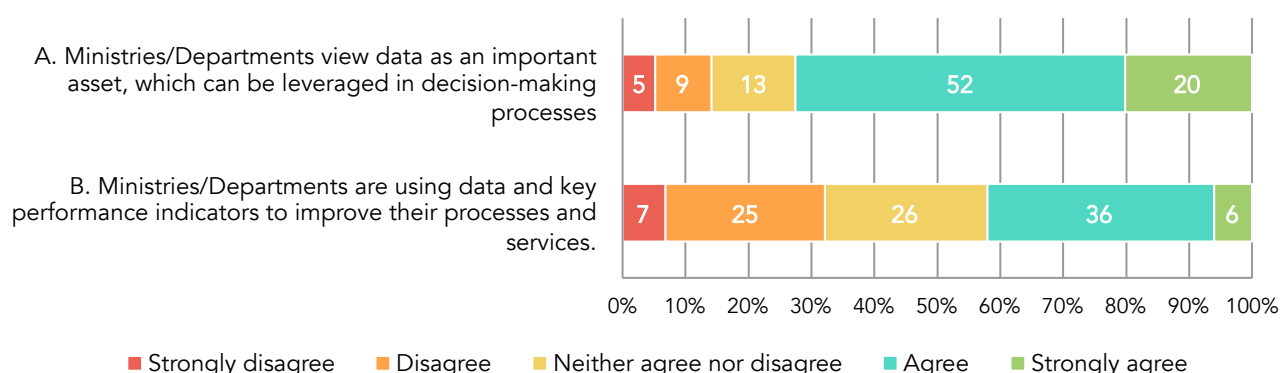 A. Ministries/Departments view data as an important
asset, which can be leveraged in decision-making
processes
5 9 13 52 20
B. Ministries/Departments are using data and key
performance indicators to improve their processes and
services.
7 25 26 36 6
0% 10% 20% 30% 40% 50% 60% 70% 80% 90% 100%
Strongly disagree Disagree Neither agree nor disagree Agree Strongly agree